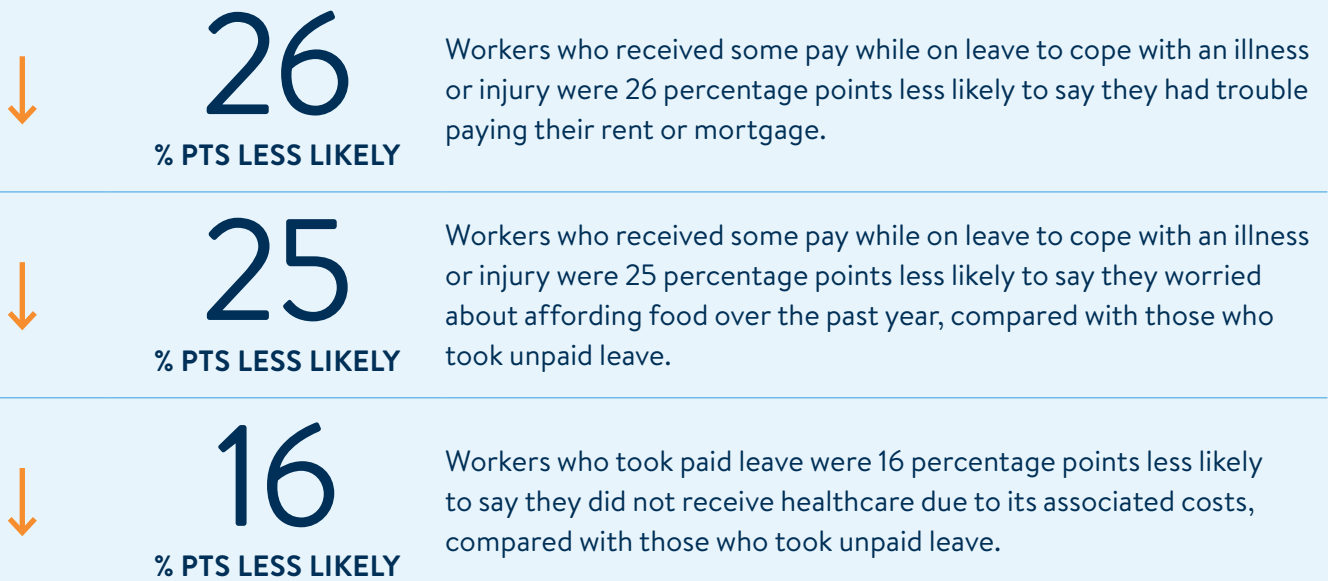 26
% PTS LESS LIKELY
Workers who received some pay while on leave to cope with an illness
or injury were 26 percentage points less likely to say they had trouble
paying their rent or mortgage.
25
% PTS LESS LIKELY
Workers who received some pay while on leave to cope with an illness
or injury were 25 percentage points less likely to say they worried
about affording food over the past year, compared with those who
took unpaid leave.
16
% PTS LESS LIKELY
Workers who took paid leave were 16 percentage points less likely
to say they did not receive healthcare due to its associated costs,
compared with those who took unpaid leave.